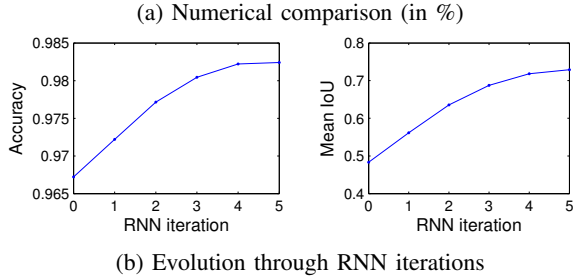 (a) Numerical comparison (in %)
0.985
0.98
0.975
0.97
0.965
Accuracy
0 1 2 3 4 5
RNN iteration
0.8
0.7
0.6
0.5
0.4
Mean IoU
0 1 2 3 4 5
RNN iteration
(b) Evolution through RNN iterations